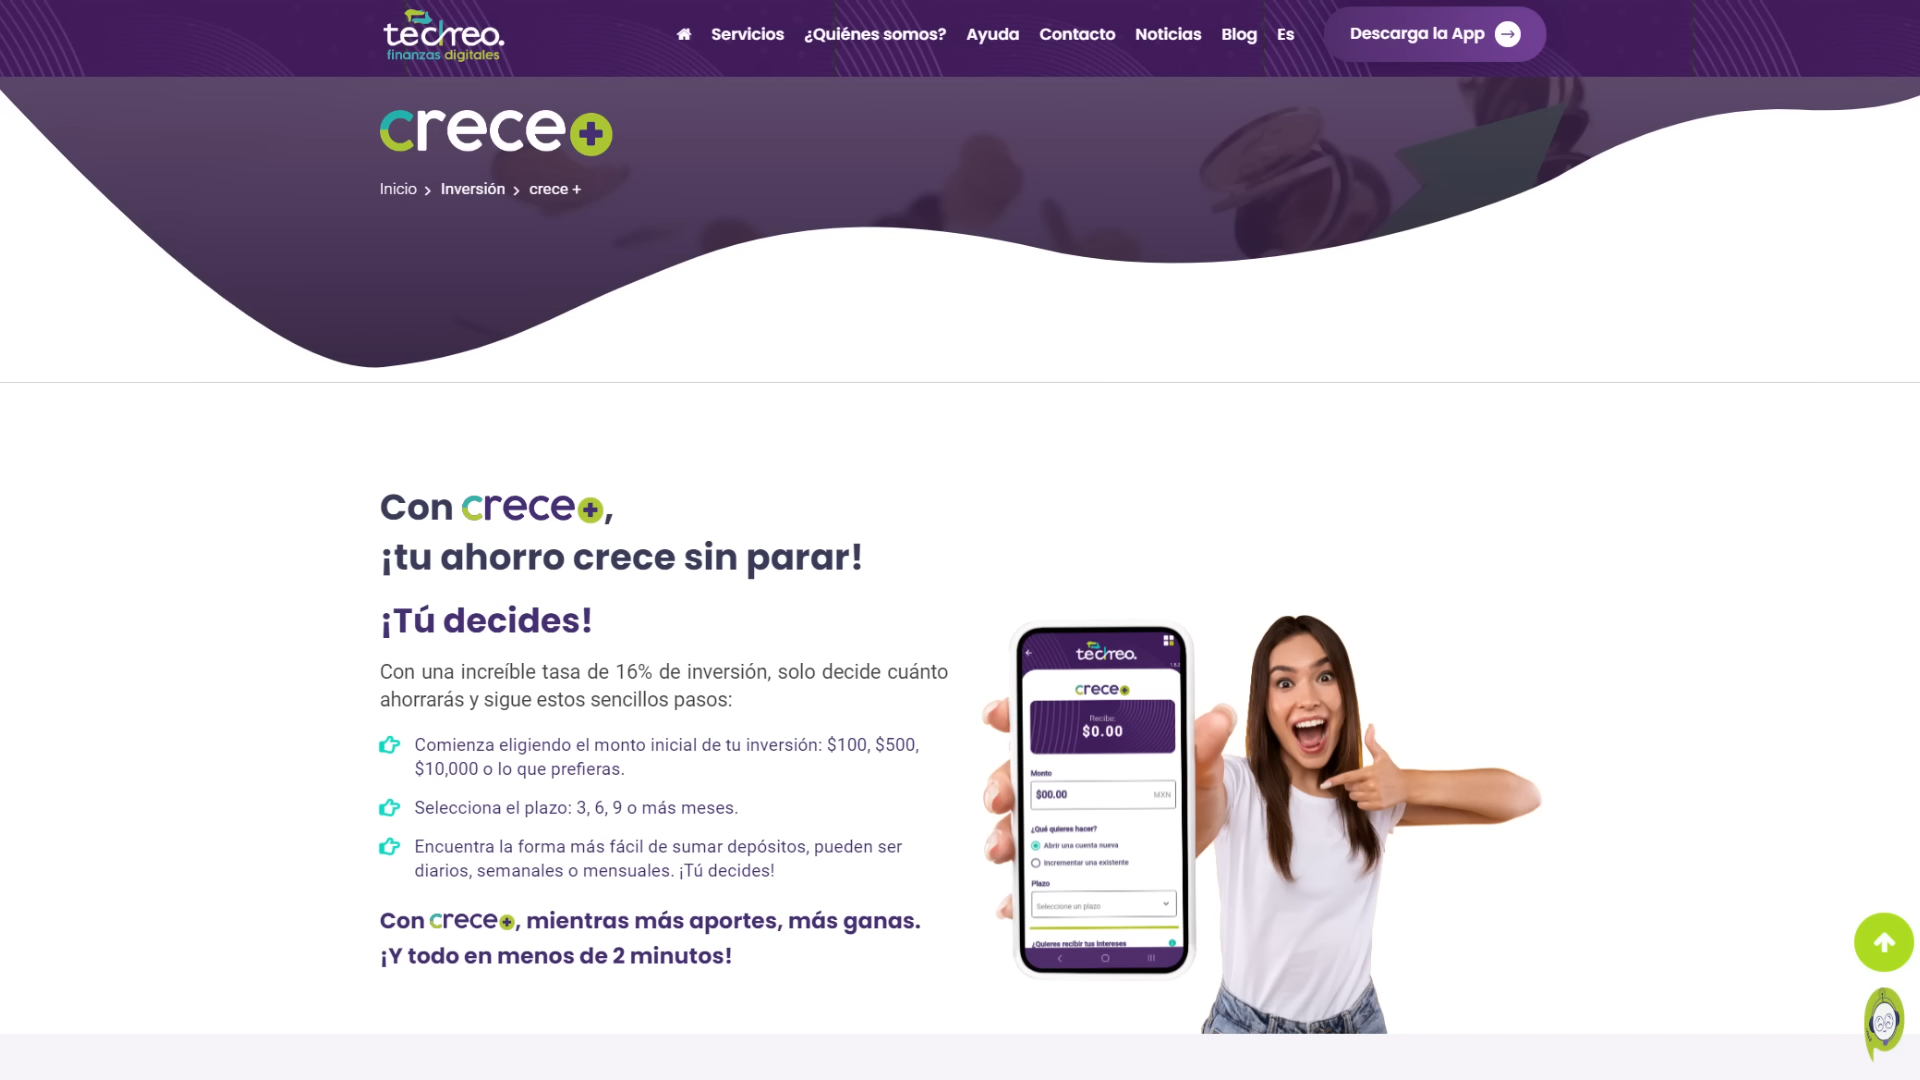 techreo.
finanzas digitales
Servicios ¿Quiénes somos? Ayuda Contacto Noticias Blog Es Descarga la App
crece+
Inicio > Inversión > crece +
Con crece+,
¡tu ahorro crece sin parar!
¡Tú decides!
Con una increíble tasa de 16% de inversión, solo decide cuánto
ahorrarás y sigue estos sencillos pasos:
Comienza eligiendo el monto inicial de tu inversión: $100, $500,
$10,000 o lo que prefieras.
Selecciona el plazo: 3, 6, 9 o más meses.
Encuentra la forma más fácil de sumar depósitos, pueden ser
diarios, semanales o mensuales. ¡Tú decides!
Con crece+, mientras más aportes, más ganas.
¡Y todo en menos de 2 minutos!
techreo.
crece+
Recibe:
$0.00
Monto
$00.00 MXN
¿Qué quieres hacer?
Abrir una cuenta nueva
Incrementar una existente
Plazo
Seleccione un plazo
¿Quieres recibir tus intereses